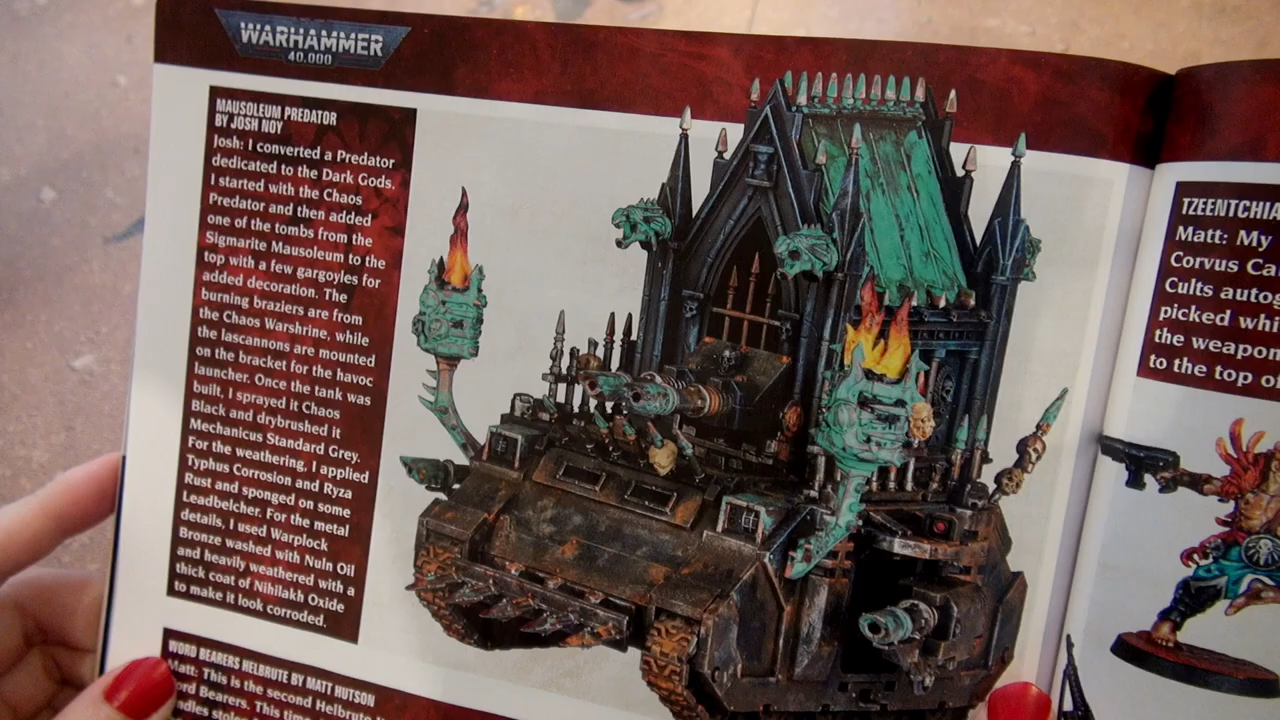 WARHAMMER
40,000
MAUSOLEUM PREDATOR
BY JOSH NOY
Josh: I converted a Predator
dedicated to the Dark Gods.
I started with the Chaos
Predator and then added
one of the tombs from the
Sigmarite Mausoleum to the
top with a few gargoyles for
added decoration. The
burning braziers are from
the Chaos Warshrine, while
the lascannons are mounted
on the bracket for the havoc
launcher. Once the tank was
built, I sprayed it Chaos
Black and drybrushed it
Mechanicus Standard Grey.
For the weathering, I applied
Typhus Corrosion and Ryza
Rust and sponged on some
Leadbelcher. For the metal
details, I used Warplock
Bronze washed with Nuln Oil
and heavily weathered with a
thick coat of Nihilakh Oxide
to make it look corroded.
WORD BEARERS HELBRUTE BY MATT HUTSON
Matt: This is the second Helbrute
ord Bearers. This time
ndles stole
TZEENTCHIA
Matt: My
Corvus Ca
Cults autog
picked whi
the weapon
to the top of